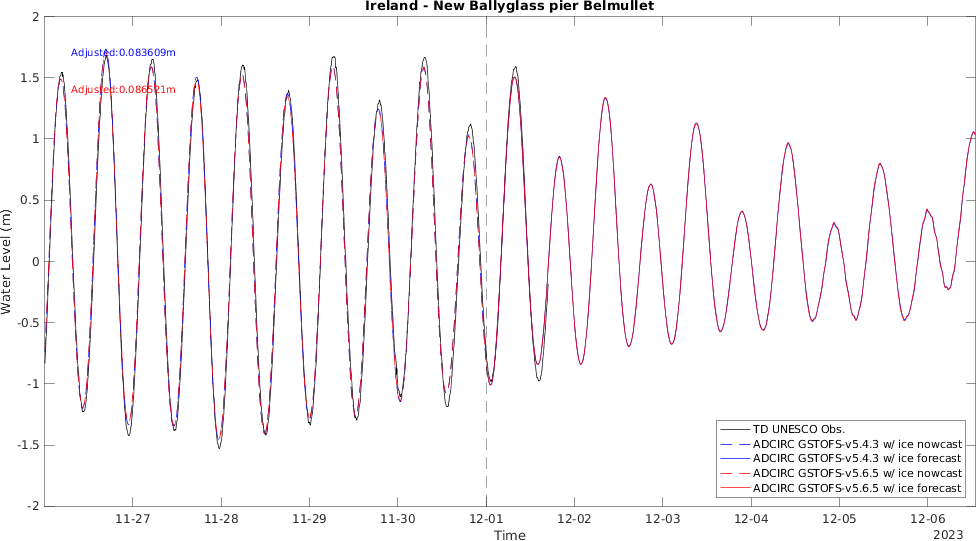 Ireland - New Ballyglass pier Belmullet
2
1.5
1
0.5
0
-0.5
-1
-1.5
-2
Water Level (m)
Adjusted:0.083609m
Adjusted:0.086521m
TD UNESCO Obs.
ADCIRC GSTOFS-v5.4.3 w/ ice nowcast
ADCIRC GSTOFS-v5.4.3 w/ ice forecast
ADCIRC GSTOFS-v5.6.5 w/ ice nowcast
ADCIRC GSTOFS-v5.6.5 w/ ice forecast
11-27 11-28 11-29 11-30 12-01 12-02 12-03 12-04 12-05 12-06
Time
2023